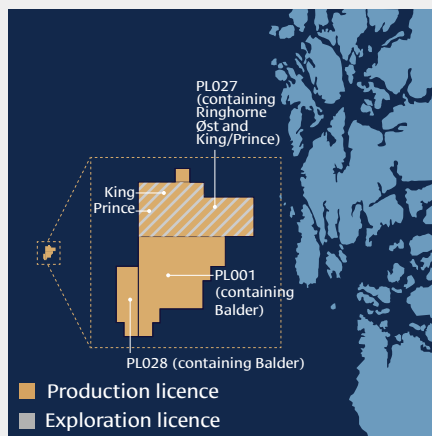 PL027
(containing
Ringhorne
Øst and
King/Prince)
King
Prince
PL001
(containing
Balder)
PL028 (containing Balder)
Production licence
Exploration licence